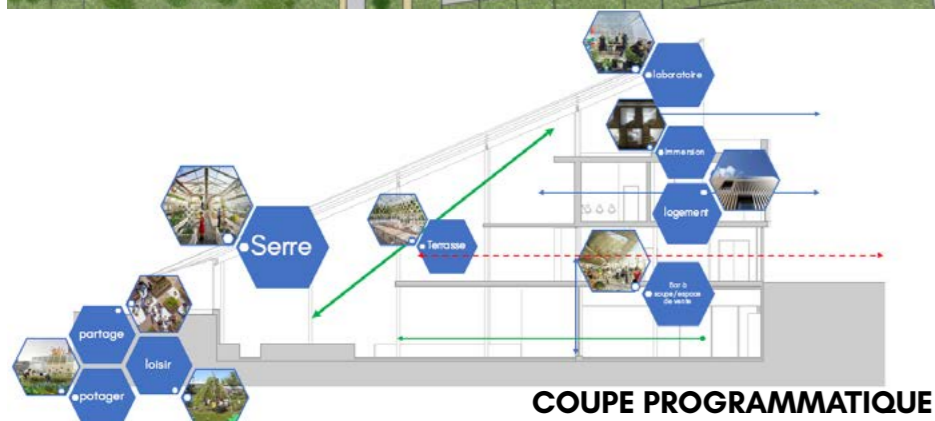 laboratoire
immersion
logement
Serre
Terrasse
Bar à
soupe/espace
de vente
partage
loisir
potager
COUPE PROGRAMMATIQUE